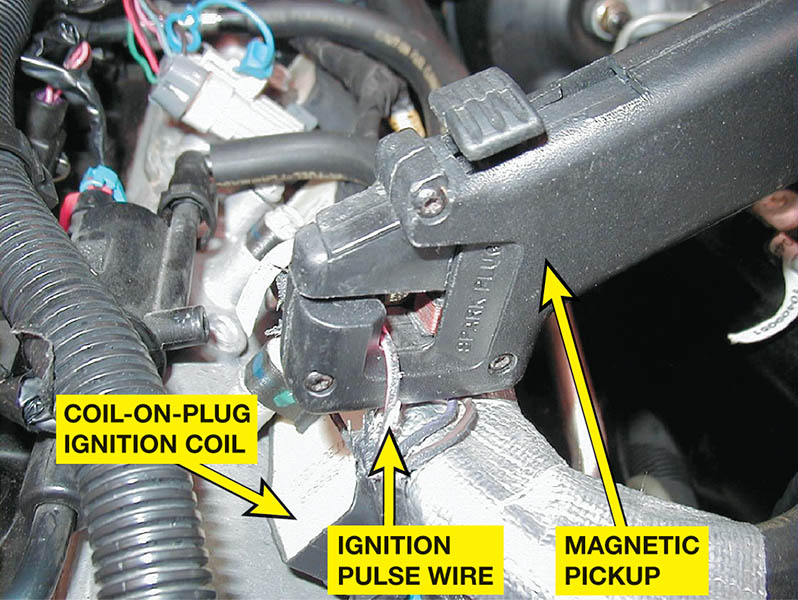 SPARK PLUG
COIL-ON-PLUG
IGNITION COIL
IGNITION
PULSE WIRE
MAGNETIC
PICKUP